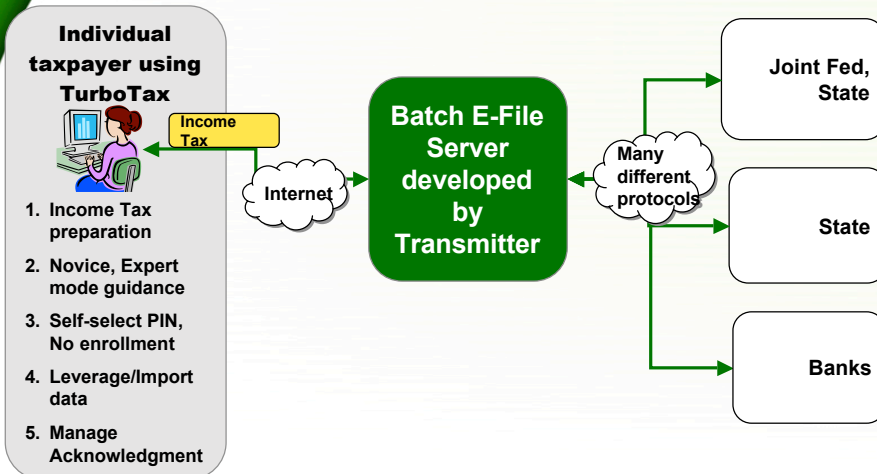 Individual
taxpayer using
TurboTax
Income
Tax
1. Income Tax
preparation
2. Novice, Expert
mode guidance
3. Self-select PIN,
No enrollment
4. Leverage/Import
data
5. Manage
Acknowledgment
Internet
Batch E-File
Server
developed
by
Transmitter
Many
different
protocols
Joint Fed,
State
State
Banks